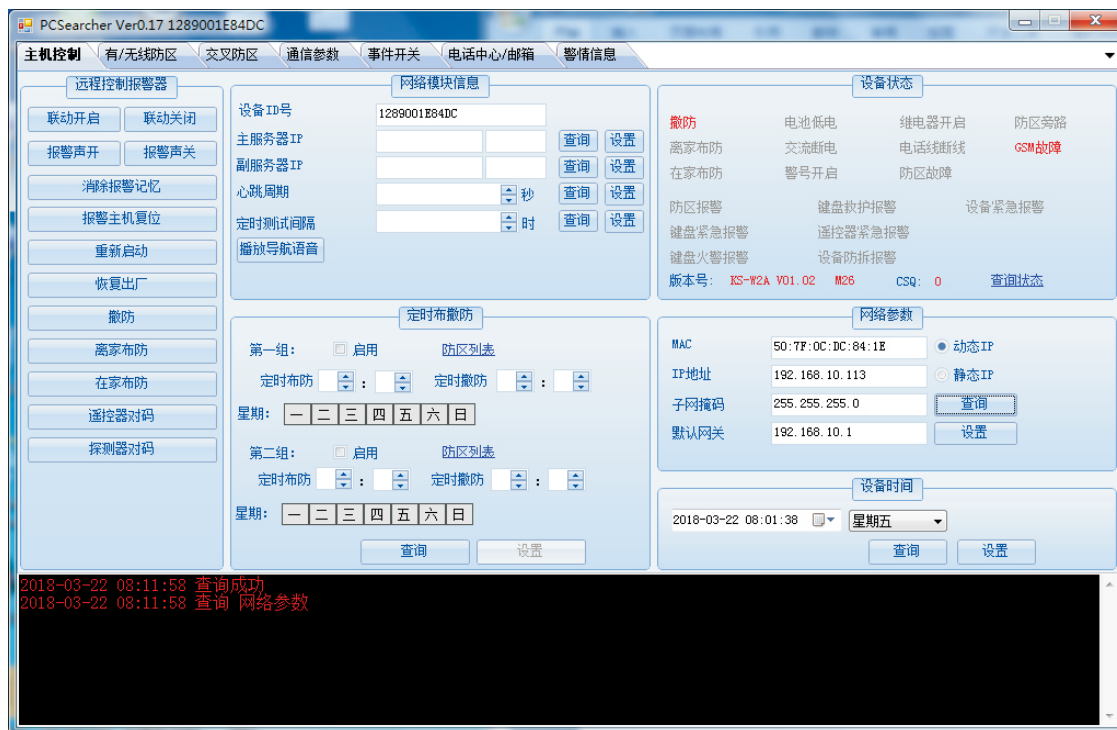 PCSearcher Ver0.17 1289001E84DC
主机控制 有/无线防区 交叉防区 通信参数 事件开关 电话中心/邮箱 警情信息
远程控制报警器
联动开启 联动关闭
报警声开 报警声关
消除报警记忆
报警主机复位
重新启动
恢复出厂
撤防
离家布防
在家布防
遥控器对码
探测器对码
网络模块信息
设备ID号 1289001E84DC
主服务器IP 查询 设置
副服务器IP 查询 设置
心跳周期 秒 查询 设置
定时测试间隔 时 查询 设置
播放导航语音
定时布撤防
第一组: 启用 防区列表
定时布防 : 定时撤防 :
星期: 一 二 三 四 五 六 日
第二组: 启用 防区列表
定时布防 : 定时撤防 :
星期: 一 二 三 四 五 六 日
查询 设置
设备状态
撤防 电池低电 继电器开启 防区旁路
离家布防 交流断电 电话线断线 GSM故障
在家布防 警号开启 防区故障
防区报警 键盘救护报警 设备紧急报警
键盘紧急报警 遥控器紧急报警
键盘火警报警 设备防拆报警
版本号: KS-W2A V01.02 M26 CSQ: 0 查询状态
网络参数
MAC 50:7F:0C:DC:84:1E 动态IP
IP地址 192.168.10.113 静态IP
子网掩码 255.255.255.0 查询
默认网关 192.168.10.1 设置
设备时间
2018-03-22 08:01:38 星期五
查询 设置
2018-03-22 08:11:58 查询成功
2018-03-22 08:11:58 查询 网络参数